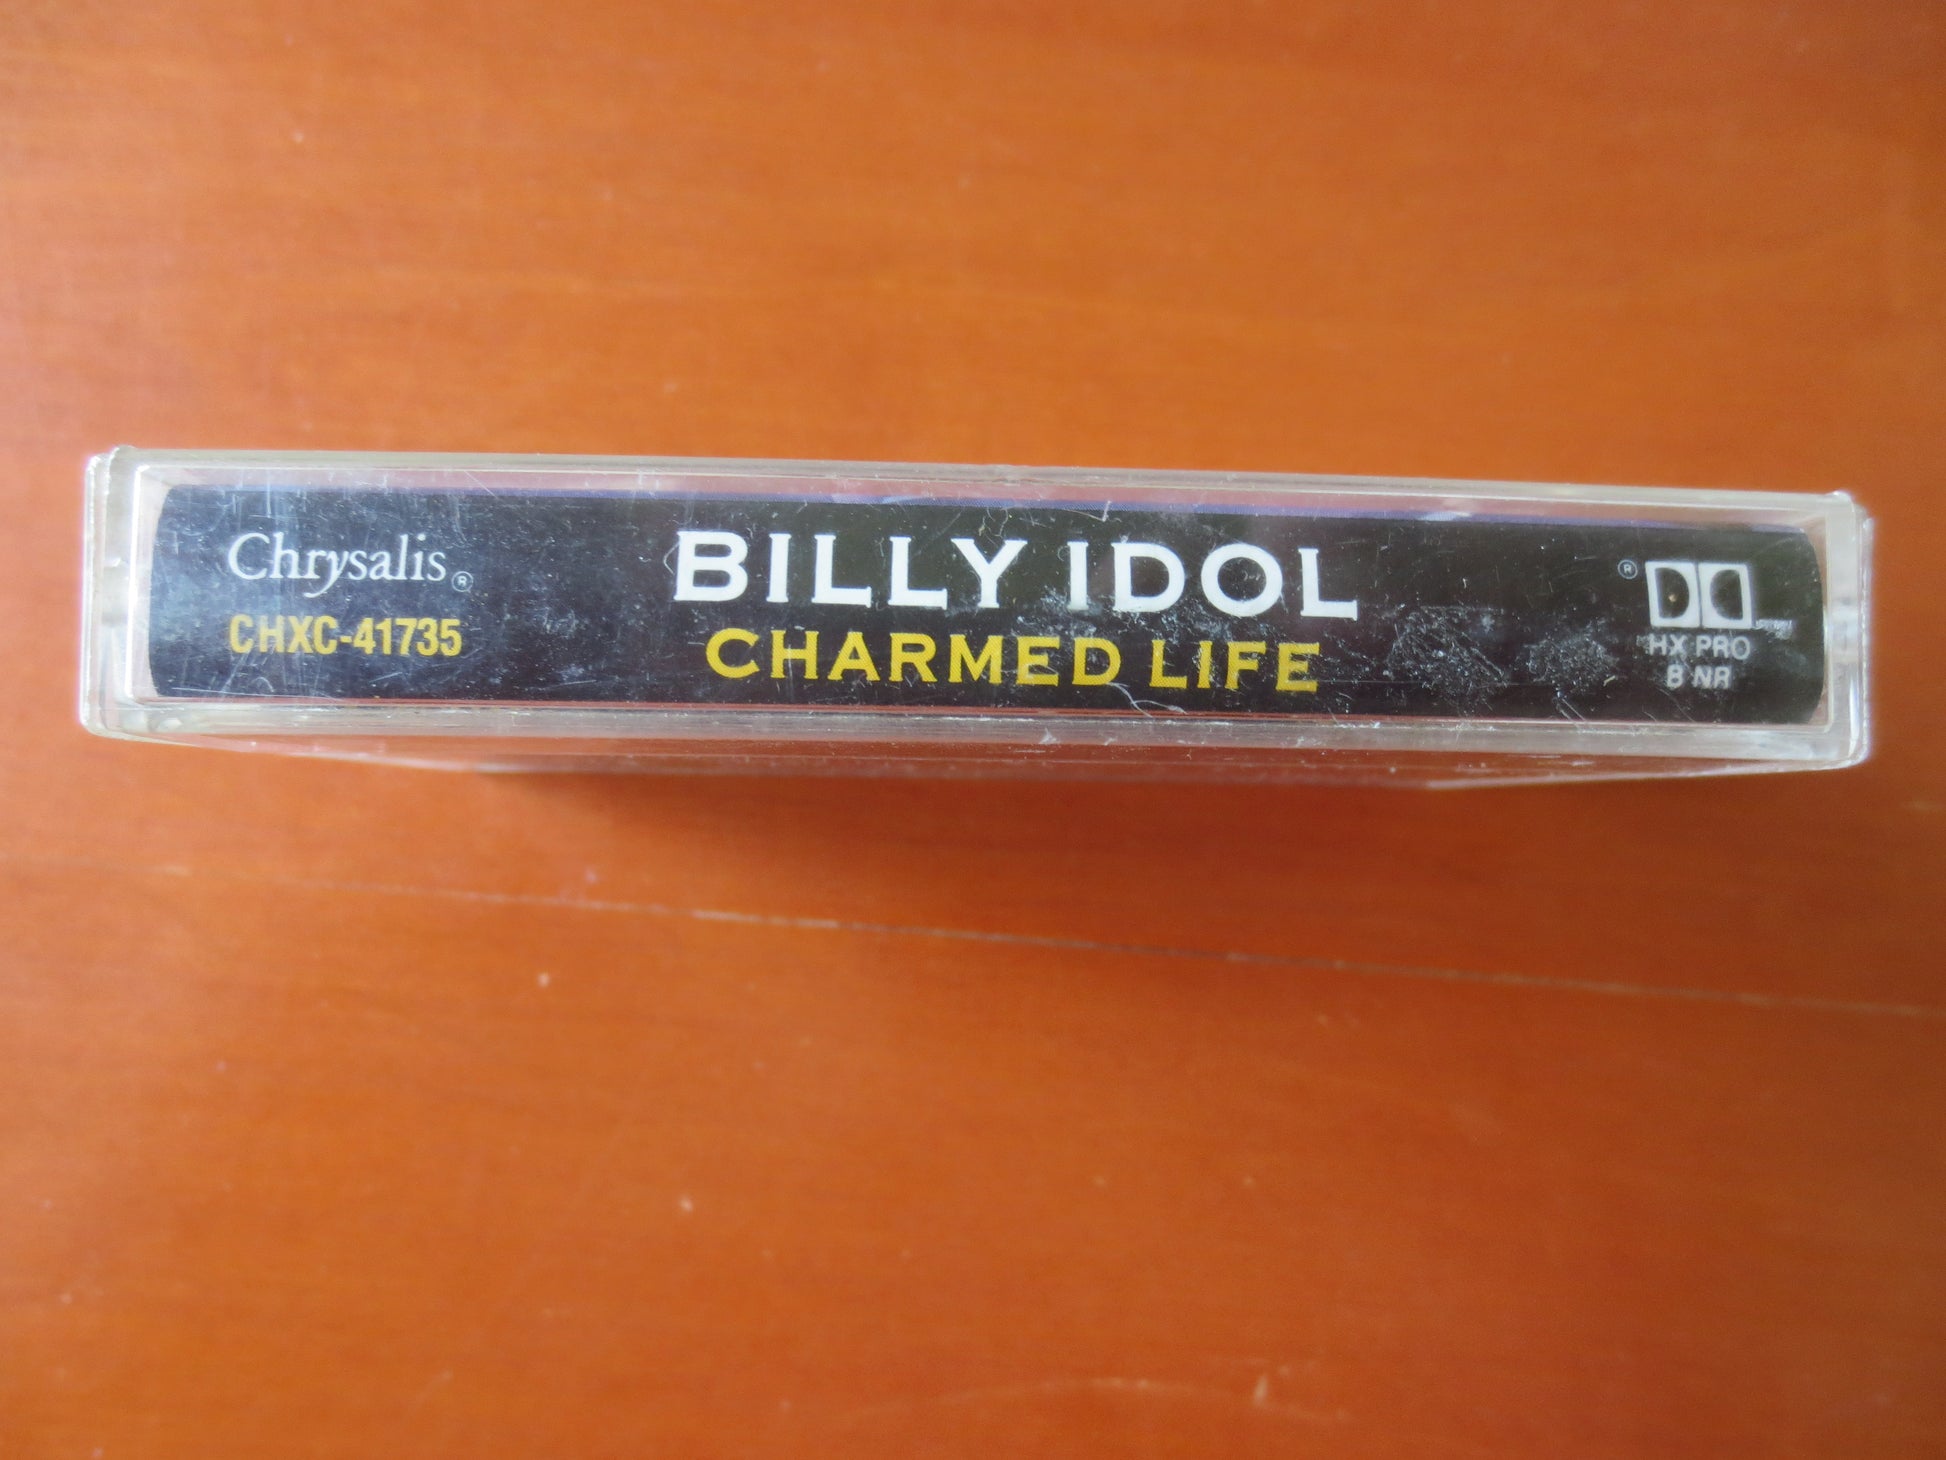 Chrysalis®
CHXC-41735
BILLY IDOL
CHARMED LIFE
®
HX PRO
B NR